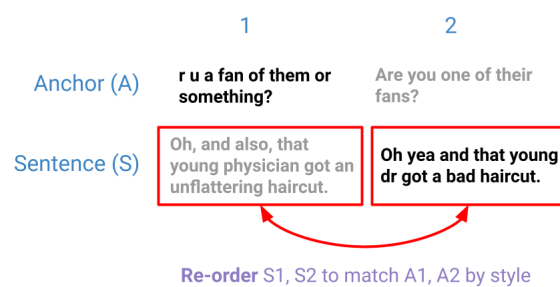 1 2
Anchor (A)
r u a fan of them or
something?
Are you one of their
fans?
Sentence (S)
Oh, and also, that
young physician got an
unflattering haircut.
Oh yea and that young
dr got a bad haircut.
Re-order S1, S2 to match A1, A2 by style